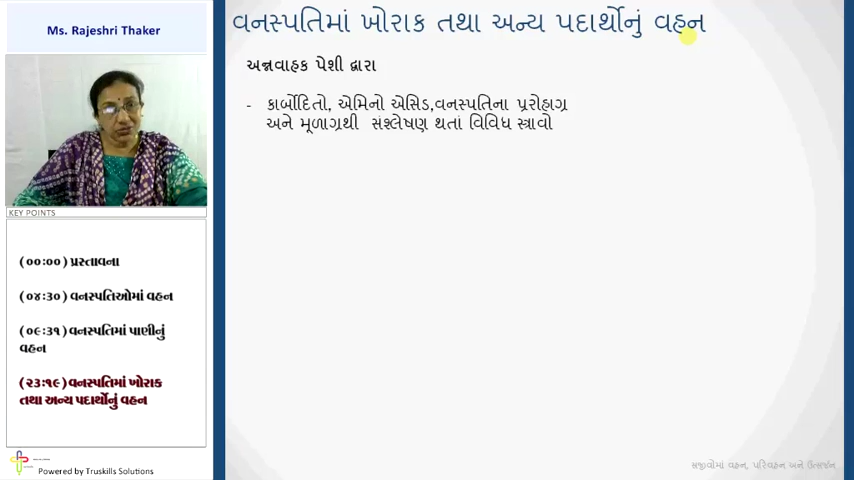 Ms. Rajeshri Thaker
વનસ્પતિમાં ખોરાક તથા અન્ય પદાર્થોનું વહન
અન્નવાહક પેશી દ્વારા
- કાર્બોદિતો, એમિનો એસિડ,વનસ્પતિના પ્રરોહાગ્ર
અને મૂળાગ્રથી સંશ્લેષણ થતાં વિવિધ સ્ત્રાવો
KEY POINTS
(૦૦:૦૦) પ્રસ્તાવના
(૦૪:૩૦) વનસ્પતિઓમાં વહન
(૦૯:૩૧) વનસ્પતિમાં પાણીનું
વહન
(૨૩:૧૯) વનસ્પતિમાં ખોરાક
તથા અન્ય પદાર્થોનું વહન
Powered by Truskills Solutions
સજીવોમાં વહન, પરિવહન અને ઉત્સર્જન